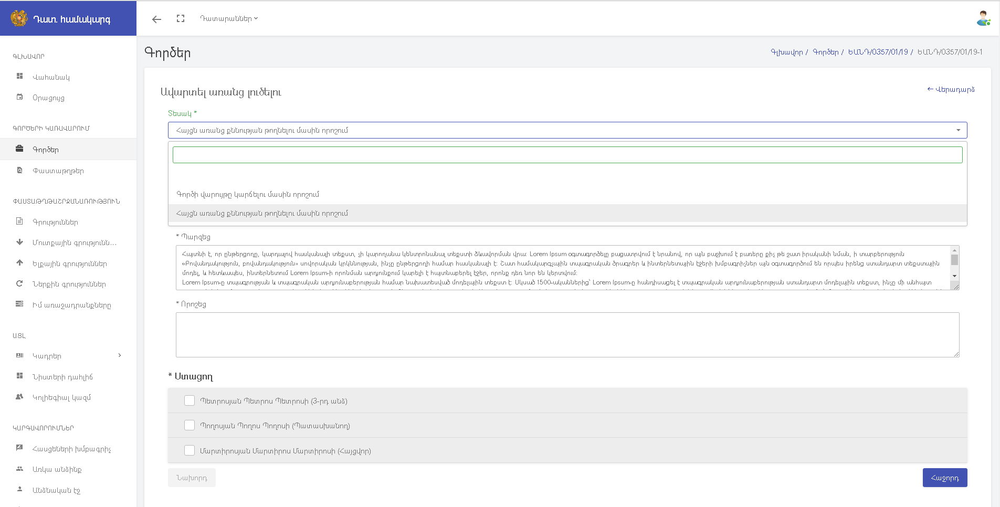 Դատ. համակարգ
Դատարաններ
ԳԼԽԱՎՈՐ
Վահանակ
Օրացույց
ԳՈՐԾԵՐԻ ԿԱՌԱՎԱՐՈՒՄ
Գործեր
Փաստաթղթեր
ՓԱՍՏԱԹՂԹԱՇՐՋԱՆԱՌՈՒԹՅՈՒՆ
Գրություններ
Մուտքային գրությունն...
Ելքային գրություններ
Ներքին գրություններ
Իմ առաջադրանքները
ԱՅԼ
Կադրեր
Նիստերի դահլիճ
Կոլիեգիալ կազմ
ԿԱՐԳԱՎՈՐՈՒՄՆԵՐ
Հասցեների խմբագրիչ
Առկա անձինք
Անձնական էջ
Գործեր
Գլխավոր / Գործեր / ԵԱՆԴ/0357/01/19 / ԵԱՆԴ/0357/01/19-1
Ավարտել առանց լուծելու
← Վերադարձ
Տեսակ *
Հայցն առանց քննության թողնելու մասին որոշում
Գործի վարույթը կարճելու մասին որոշում
Հայցն առանց քննության թողնելու մասին որոշում
* Պարզեց
Հայտնի է, որ ընթերցողը, կարդալով հասկանալի տեքստ, չի կարողանա կենտրոնանալ տեքստի ձևավորման վրա: Lorem Ipsum օգտագործելը բացատրվում է նրանով, որ այն բաշխում է բառերը քիչ թե շատ իրականի նման, ի տարբերություն
«Բովանդակություն, բովանդակություն» սովորական կրկննության, ինչը ընթերցողի համար հասկանալի է: Շատ համակարգչային տպագրական ծրագրեր և ինտերնետային էջերի խմբագրիչներ այն օգտագործում են որպես իրենց ստանդարտ տեքստային
մոդել, և հետևապես, ինտերնետում Lorem Ipsum-ի որոնման արդյունքում կարելի է հայտնաբերել էջեր, որոնք դեռ նոր են կերտվում:
Lorem Ipsum-ը տպագրության և տպագրական արդյունաբերության համար նախատեսված մոդելային տեքստ է: Սկսած 1500-ականներից՝ Lorem Ipsum-ը հանդիսացել է տպագրական արդյունաբերության ստանդարտ մոդելային տեքստ, ինչը մի անհայտ
* Որոշեց
* Ստացող
Պետրոսյան Պետրոս Պետրոսի (3-րդ անձ)
Պողոսյան Պողոս Պողոսի (Պատասխանող)
Մարտիրոսյան Մարտիրոս Մարտիրոսի (Հայցվոր)
Նախորդ
Հաջորդ